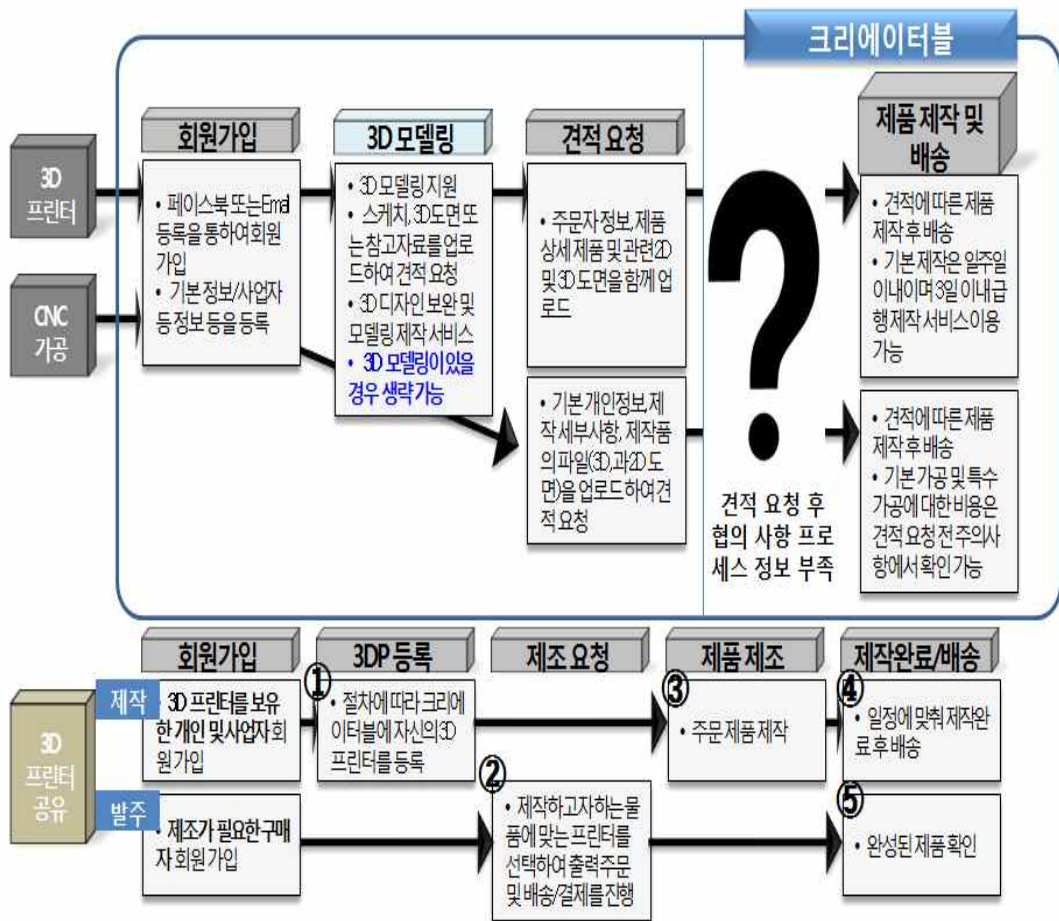 크리에이터블
3D
프린터
CNC
가공
회원가입
• 페이스북 또는 Email
등록을 통하여 회원
가입
• 기본 정보/사업자
등 정보 등을 등록
3D 모델링
• 3D 모델링 지원
• 스케치, 3D 도면 또
는 참고자료를 업로
드하여 견적 요청
• 3D 디자인 보완 및
모델링 제작 서비스
• 3D 모델링이 있을
경우 생략 가능
견적 요청
• 주문자 정보, 제품
상세 제품 및 관련 2D
및 3D 도면을 함께 업
로드
• 기본 개인정보, 제
작 세부사항, 제작품
의 파일(3D, 과 2D 도
면)을 업로드하여 견
적 요청
?
견적 요청 후
협의 사항 프로
세스 정보 부족
제품 제작 및
배송
• 견적에 따른 제품
제작 후 배송
• 기본 제작은 일주일
이내이며 3일 이내 급
행 제작 서비스 이용
가능
• 견적에 따른 제품
제작 후 배송
• 기본 가공 및 특수
가공에 대한 비용은
견적 요청 전 주의사
항에서 확인 가능
3D
프린터
공유
제작
발주
회원가입
• 3D 프린터를 보유
한 개인 및 사업자 회
원 가입
• 제조가 필요한 구매
자 회원 가입
3DP 등록
①
• 절차에 따라 크리에
이터블에 자신의 3D
프린터를 등록
제조 요청
②
• 제작하고자 하는 물
품에 맞는 프린터를
선택하여 출력 주문
및 배송/결제를 진행
제품 제조
③
• 주문 제품 제작
제작완료/배송
④
• 일정에 맞춰 제작완
료 후 배송
⑤
• 완성된 제품 확인